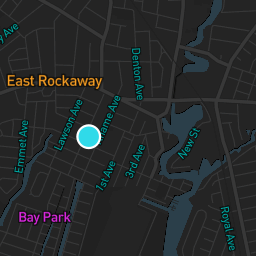 Denton Ave
East Rockaway
Lawson Ave
Emmet Ave
New St
3rd Ave
1st Ave
Bay Park
Royal Ave